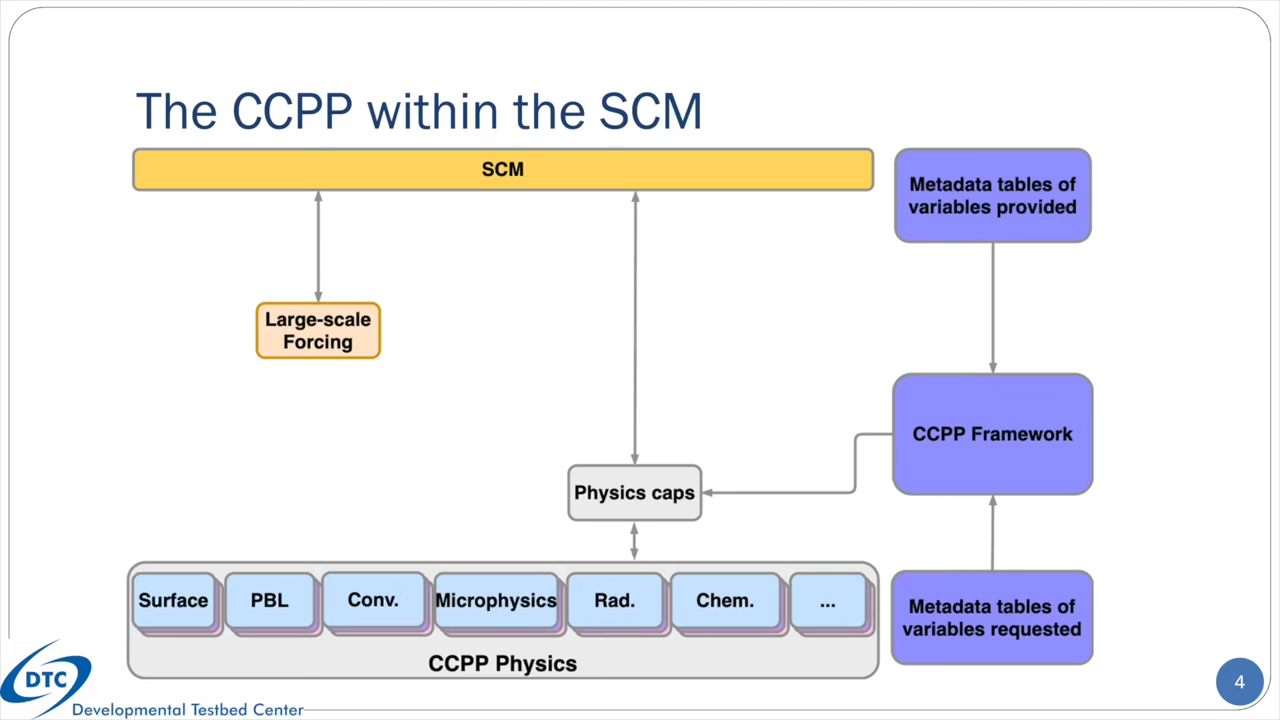 The CCPP within the SCM
SCM
Metadata tables of
variables provided
Large-scale
Forcing
CCPP Framework
Physics caps
Surface
PBL
Conv.
Microphysics
Rad.
Chem.
...
CCPP Physics
Metadata tables of
variables requested
DTC
Developmental Testbed Center
4